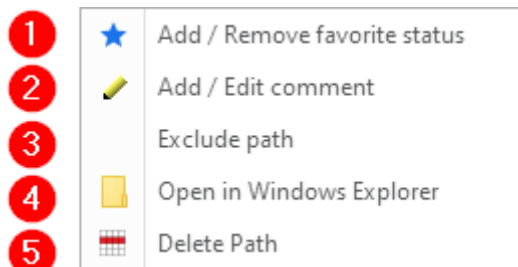 1 Add / Remove favorite status
2 Add / Edit comment
3 Exclude path
4 Open in Windows Explorer
5 Delete Path